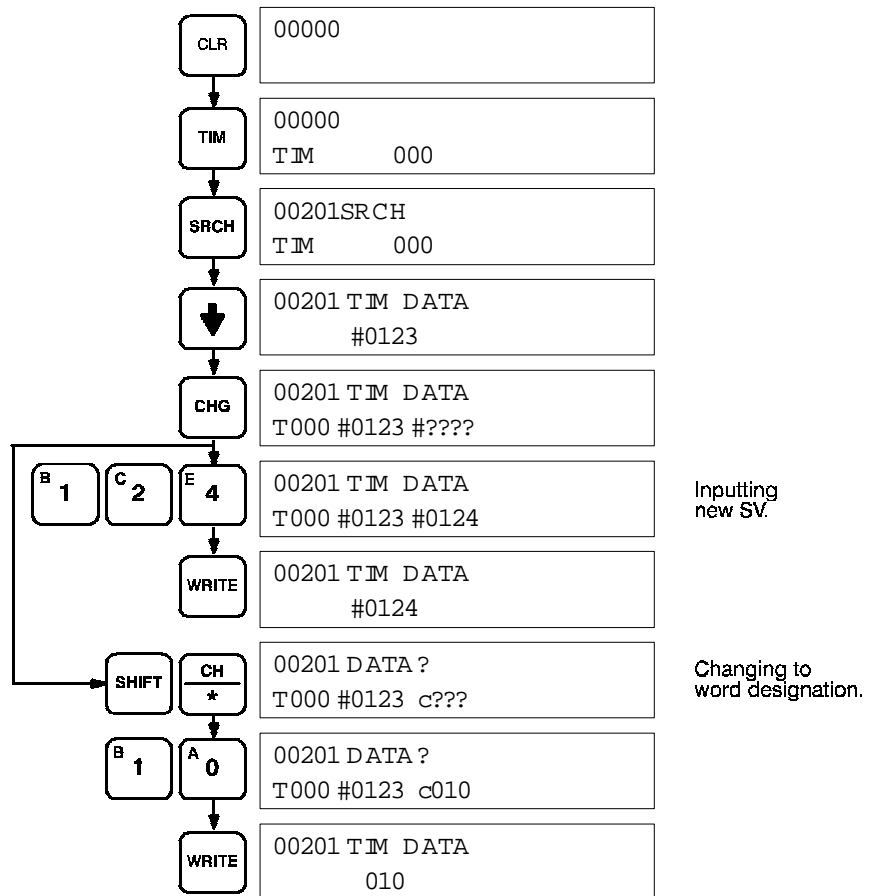 CLR
00000
TIM
00000
TIM 000
SRCH
00201SRCH
TIM 000
00201 TIM DATA
#0123
CHG
00201 TIM DATA
T000 #0123 #????
B 1 C 2 E 4
00201 TIM DATA
T000 #0123 #0124
Inputting
new SV.
WRITE
00201 TIM DATA
#0124
SHIFT CH
*
00201 DATA?
T000 #0123 c???
Changing to
word designation.
B 1 A 0
00201 DATA?
T000 #0123 c010
WRITE
00201 TIM DATA
010